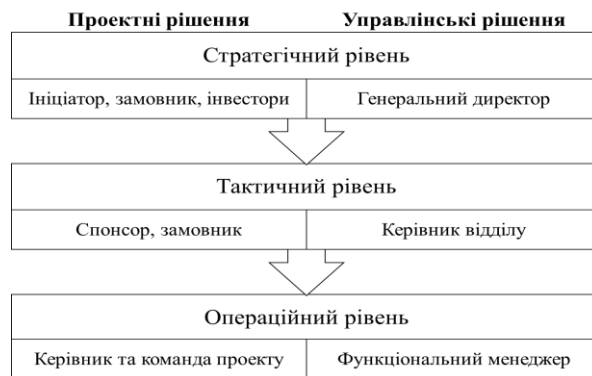 Проектні рішення Управлінські рішення
Стратегічний рівень
Ініціатор, замовник, інвестори Генеральний директор
Тактичний рівень
Спонсор, замовник Керівник відділу
Операційний рівень
Керівник та команда проекту Функціональний менеджер